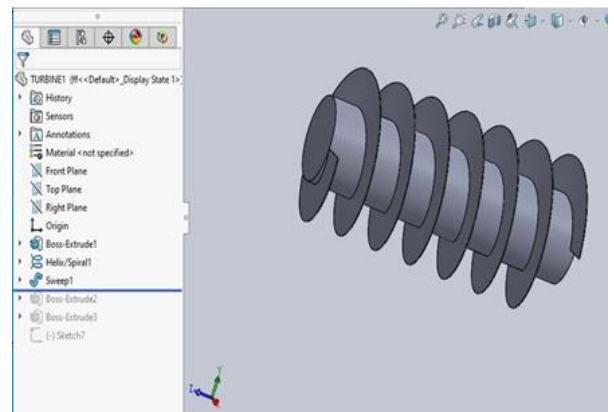 TURBINE1 (ff<<Default>_Display State 1>)
History
Sensors
Annotations
Material <not specified>
Front Plane
Top Plane
Right Plane
Origin
Boss-Extrude1
Helix/Spiral1
Sweep1
Boss-Extrude2
Boss-Extrude3
(-) Sketch7
Y
Z